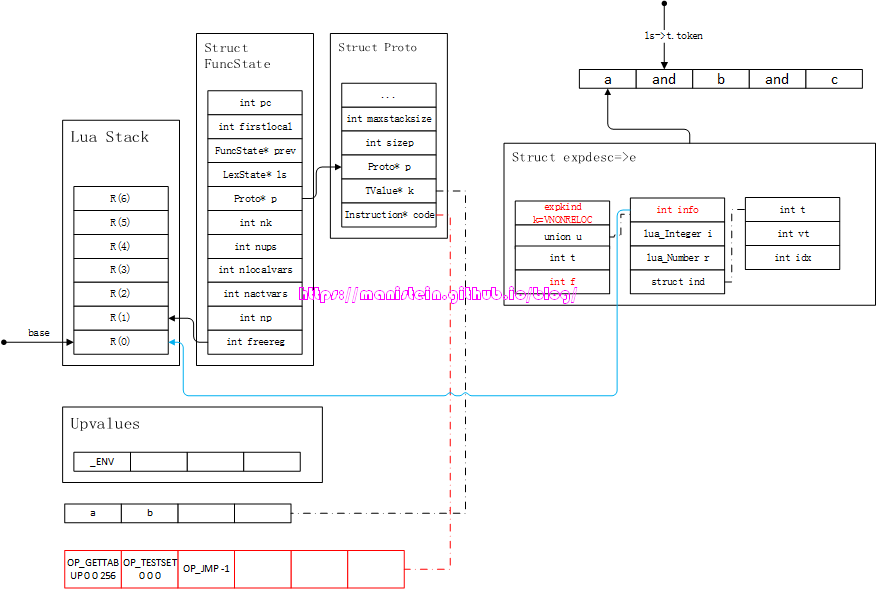 ls->t.token
a and b and c
Struct
FuncState
int pc
int firstlocal
FuncState* prev
LexState* ls
Proto* p
int nk
int nups
int nlocalvars
int nactvars
int np
int freereg
Struct Proto
...
int maxstacksize
int sizep
Proto* p
TValue* k
Instruction* code
Lua Stack
R(6)
R(5)
R(4)
R(3)
R(2)
R(1)
R(0)
base
Struct expdesc=>e
expkind
k=VNONRELOC
union u
int t
int f
int info
lua_Integer i
lua_Number r
struct ind
int t
int vt
int idx
https://manistein.github.io/blog/
Upvalues
_ENV
a b
OP_GETTAB
UP 0 0 256
OP_TESTSET
0 0 0
OP_JMP -1